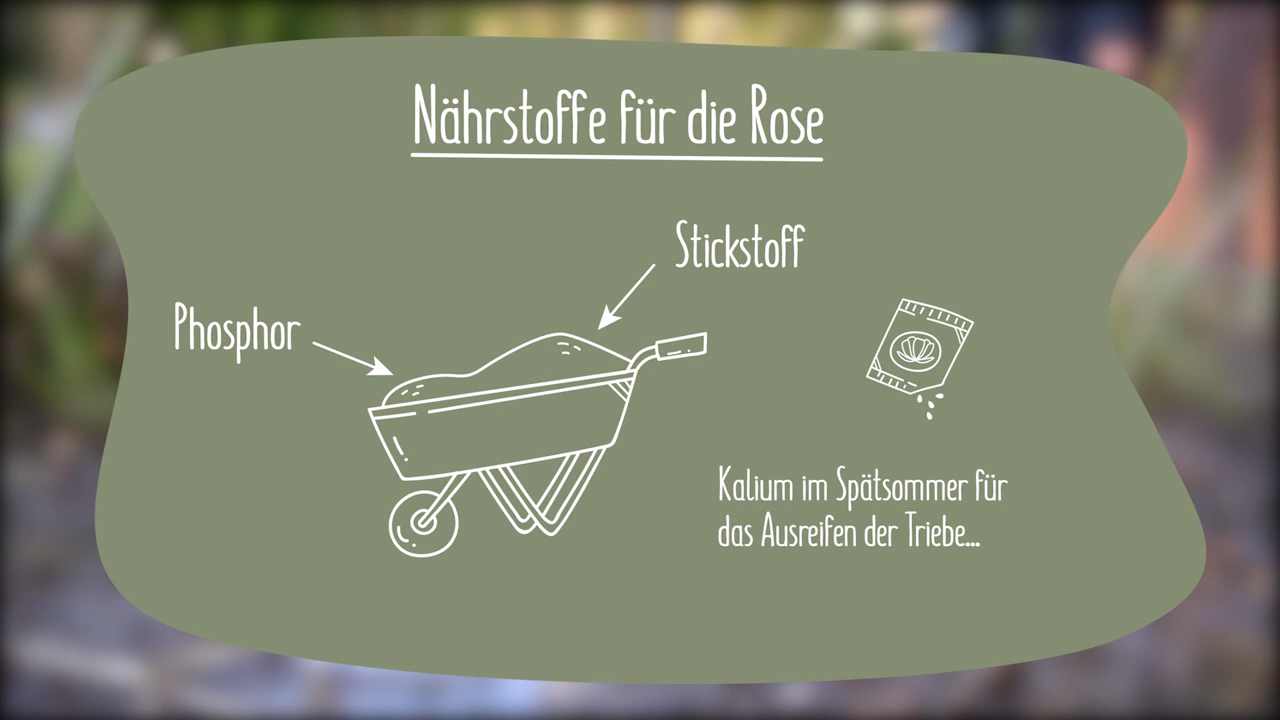 Nährstoffe für die Rose
Stickstoff
Phosphor
Kalium im Spätsommer für
das Ausreifen der Triebe...